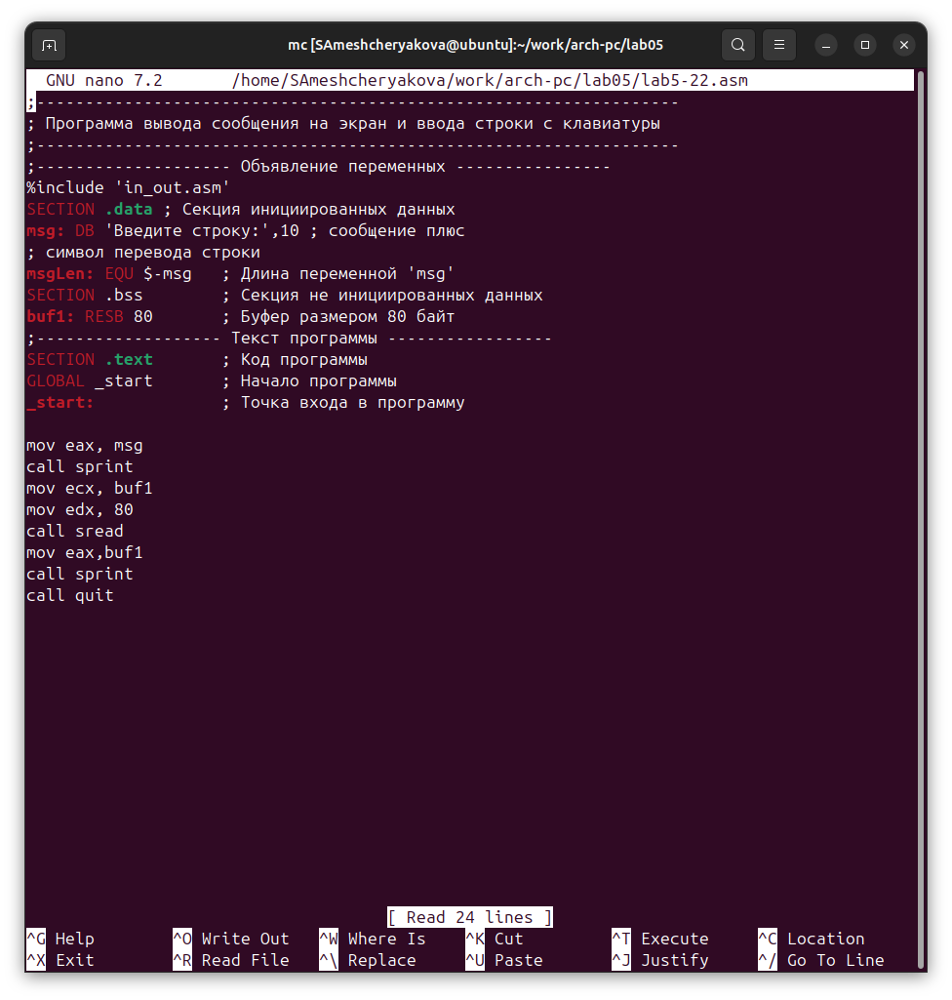 mc [SAmeshcheryakova@ubuntu]:~/work/arch-pc/lab05
GNU nano 7.2       /home/SAmeshcheryakova/work/arch-pc/lab05/lab5-22.asm
;------------------------------------------------------------------
; Программа вывода сообщения на экран и ввода строки с клавиатуры
;------------------------------------------------------------------
;-------------------- Объявление переменных ----------------
%include 'in_out.asm'
SECTION .data ; Секция инициированных данных
msg: DB 'Введите строку:',10 ; сообщение плюс
; символ перевода строки
msgLen: EQU $-msg   ; Длина переменной 'msg'
SECTION .bss        ; Секция не инициированных данных
buf1: RESB 80       ; Буфер размером 80 байт
;------------------- Текст программы -----------------
SECTION .text       ; Код программы
GLOBAL _start       ; Начало программы
_start:             ; Точка входа в программу
mov eax, msg
call sprint
mov ecx, buf1
mov edx, 80
call sread
mov eax,buf1
call sprint
call quit
[ Read 24 lines ]
^G Help        ^O Write Out   ^W Where Is    ^K Cut         ^T Execute     ^C Location
^X Exit        ^R Read File   ^\ Replace     ^U Paste       ^J Justify     ^/ Go To Line